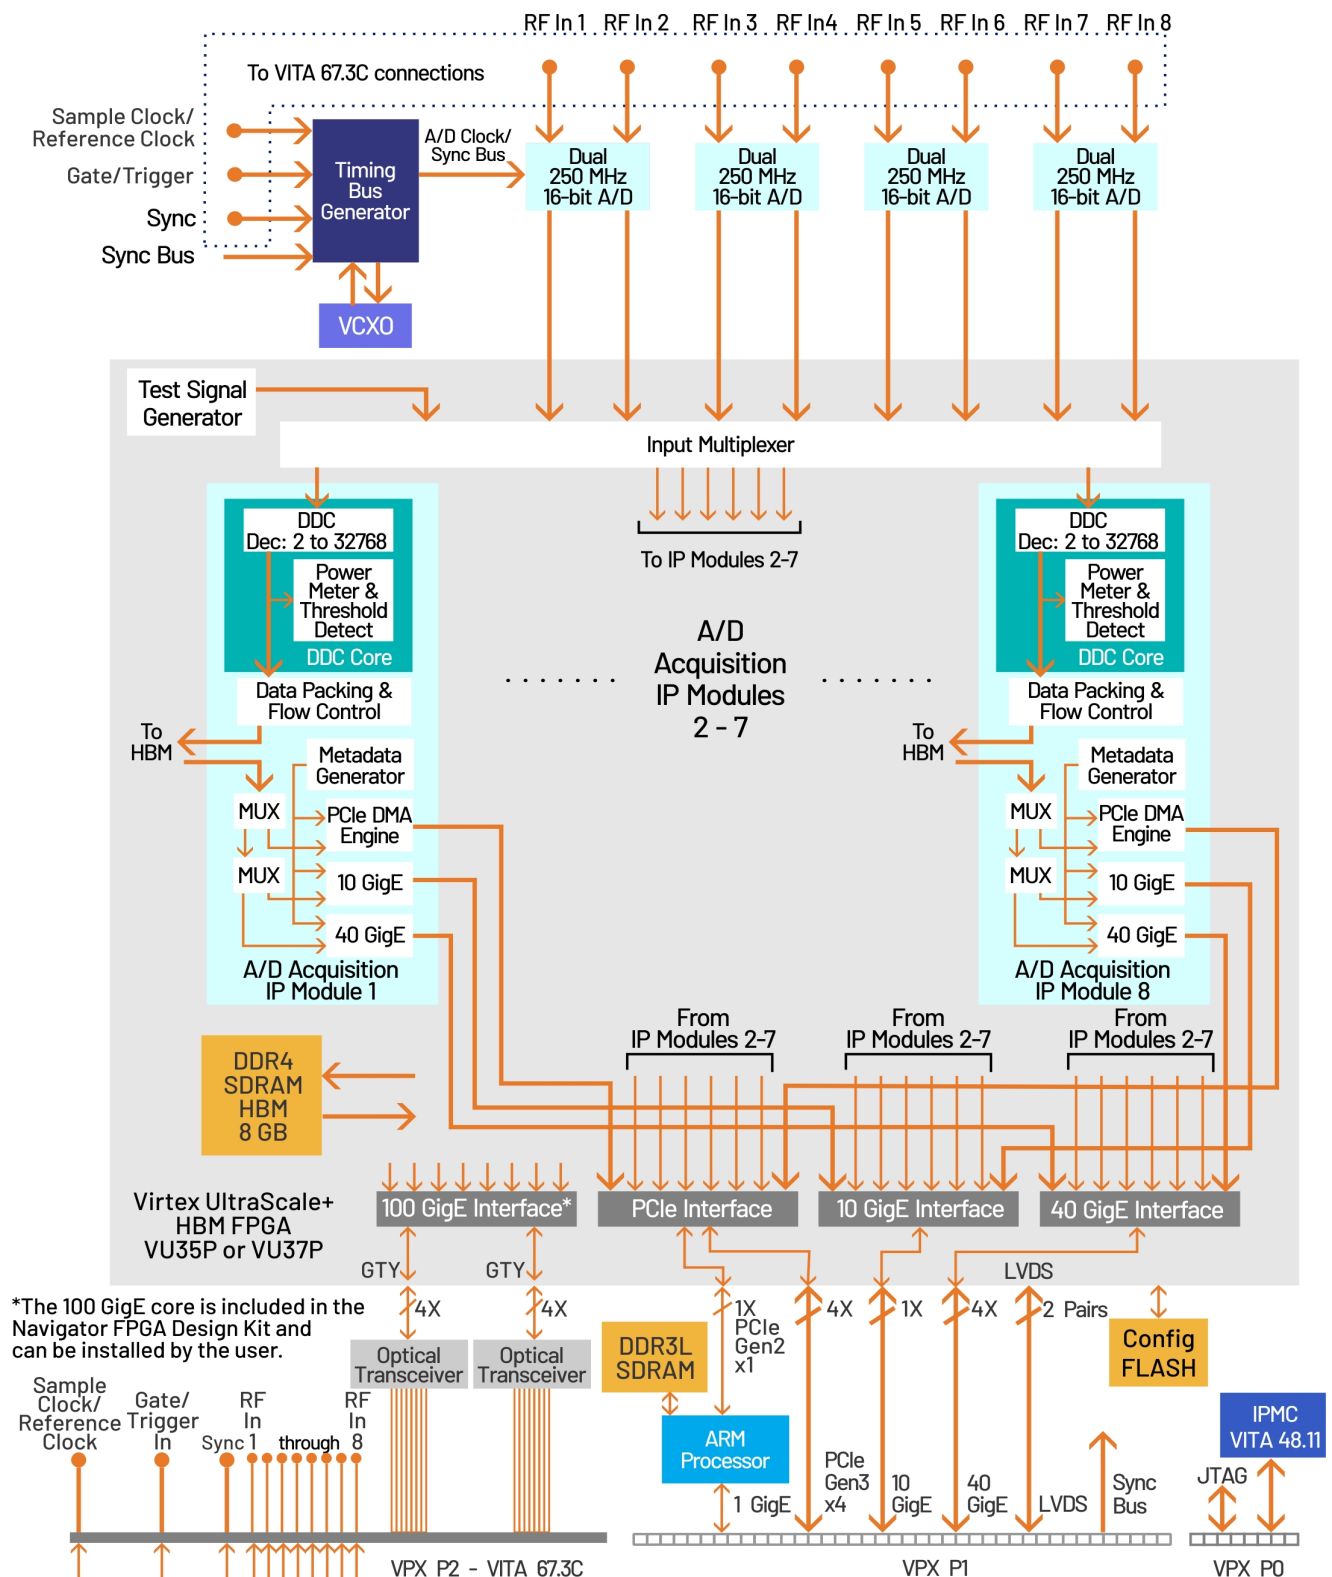 RF In 1 RF In 2 RF In 3 RF In4 RF In 5 RF In 6 RF In 7 RF In 8
To VITA 67.3C connections
Sample Clock/
Reference Clock
Gate/Trigger
Sync
Sync Bus
Timing
Bus
Generator
A/D Clock/
Sync Bus
VCXO
Dual
250 MHz
16-bit A/D
Dual
250 MHz
16-bit A/D
Dual
250 MHz
16-bit A/D
Dual
250 MHz
16-bit A/D
Test Signal
Generator
Input Multiplexer
To IP Modules 2-7
DDC
Dec: 2 to 32768
Power
Meter &
Threshold
Detect
DDC Core
Data Packing &
Flow Control
To
HBM
Metadata
Generator
MUX
PCIe DMA
Engine
MUX
10 GigE
40 GigE
A/D Acquisition
IP Module 1
A/D
Acquisition
IP Modules
2 - 7
DDC
Dec: 2 to 32768
Power
Meter &
Threshold
Detect
DDC Core
Data Packing &
Flow Control
To
HBM
Metadata
Generator
MUX
PCIe DMA
Engine
MUX
10 GigE
40 GigE
A/D Acquisition
IP Module 8
From
IP Modules 2-7
From
IP Modules 2-7
From
IP Modules 2-7
DDR4
SDRAM
HBM
8 GB
Virtex UltraScale+
HBM FPGA
VU35P or VU37P
100 GigE Interface*
PCIe Interface
10 GigE Interface
40 GigE Interface
GTY
GTY
LVDS
*The 100 GigE core is included in the
Navigator FPGA Design Kit and
can be installed by the user.
4X
4X
1X
PCIe
Gen2
x1
4X
1X
4X
2 Pairs
Optical
Transceiver
Optical
Transceiver
DDR3L
SDRAM
Config
FLASH
Sample
Clock/
Reference
Clock
Gate/
Trigger
In
Sync
RF
In
1
through
RF
In
8
ARM
Processor
1 GigE
PCIe
Gen3
x4
10
GigE
40
GigE
LVDS
Sync
Bus
IPMC
VITA 48.11
JTAG
VPX P2 - VITA 67.3C
VPX P1
VPX P0